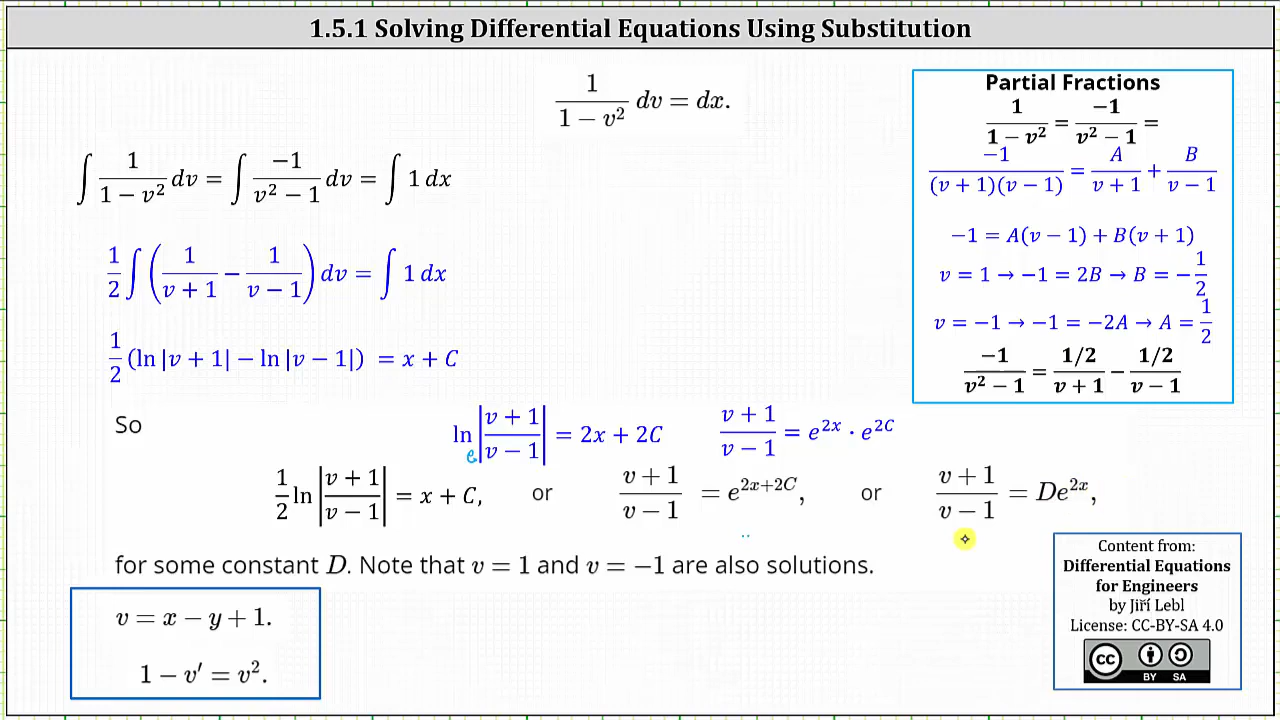 1.5.1 Solving Differential Equations Using Substitution
1/(1 − v²) dv = dx.
∫ 1/(1 − v²) dv = ∫ −1/(v² − 1) dv = ∫ 1 dx
1/2 ∫ (1/(v + 1) − 1/(v − 1)) dv = ∫ 1 dx
1/2 (ln |v + 1| − ln |v − 1|) = x + C
So
ln |(v + 1)/(v − 1)| = 2x + 2C
(v + 1)/(v − 1) = e^(2x) · e^(2C)
e
1/2 ln |(v + 1)/(v − 1)| = x + C, or (v + 1)/(v − 1) = e^(2x+2C), or (v + 1)/(v − 1) = De^(2x),
for some constant D. Note that v = 1 and v = −1 are also solutions.
v = x − y + 1.
1 − v′ = v².
Partial Fractions
1/(1 − v²) = −1/(v² − 1) =
−1/((v + 1)(v − 1)) = A/(v + 1) + B/(v − 1)
−1 = A(v − 1) + B(v + 1)
v = 1 → −1 = 2B → B = −1/2
v = −1 → −1 = −2A → A = 1/2
−1/(v² − 1) = (1/2)/(v + 1) − (1/2)/(v − 1)
Content from:
Differential Equations
for Engineers
by Jiří Lebl
License: CC-BY-SA 4.0
cc
BY SA